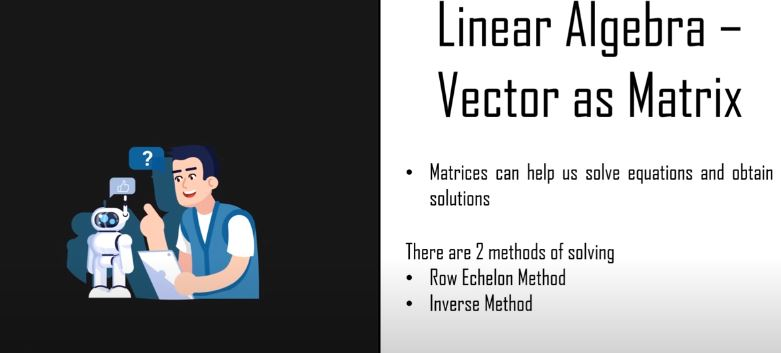 Linear Algebra –
Vector as Matrix
?
• Matrices can help us solve equations and obtain
solutions
There are 2 methods of solving
• Row Echelon Method
• Inverse Method